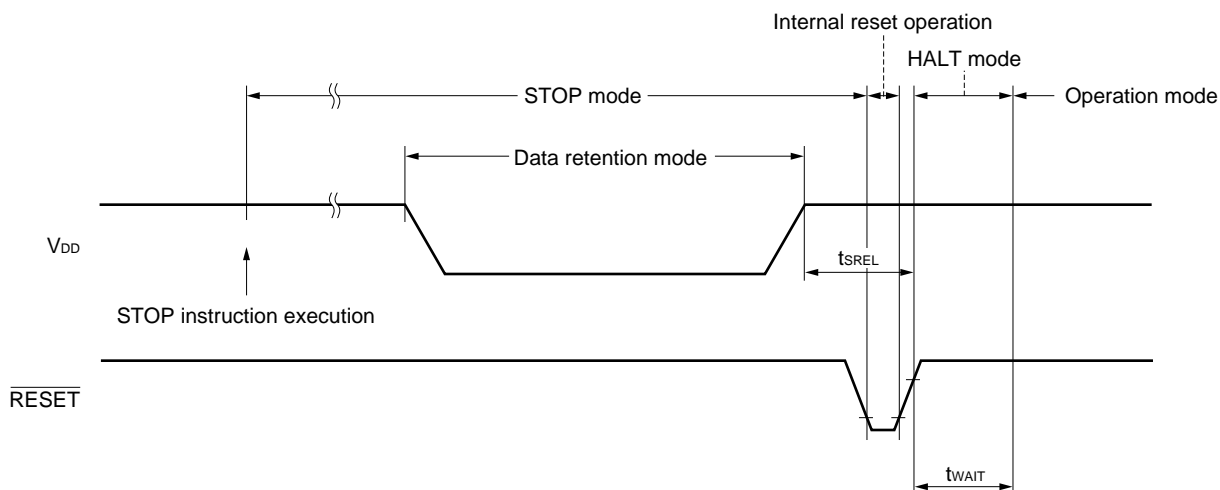 Internal reset operation
HALT mode
STOP mode
Operation mode
Data retention mode
VDD
tSREL
STOP instruction execution
RESET
tWAIT